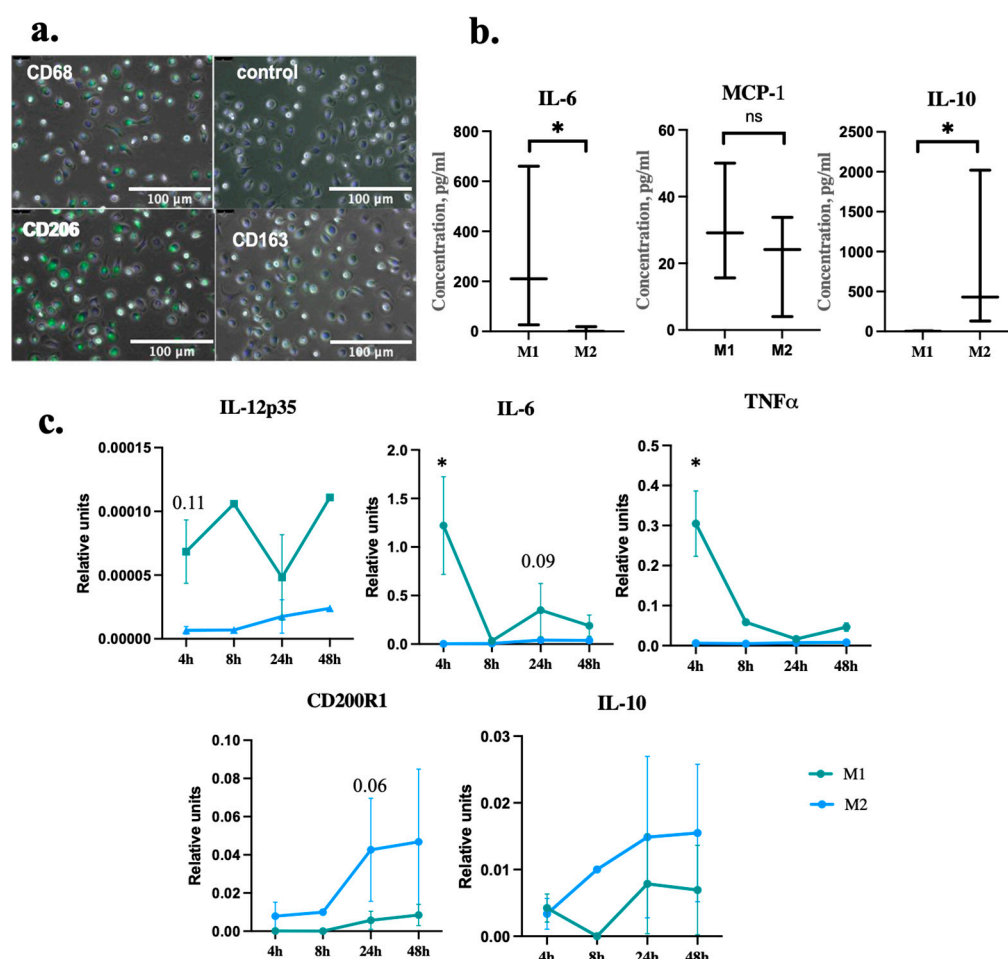 a.
CD68
control
100 μm
100 μm
CD206
CD163
100 μm
100 μm
b.
IL-6
*
Concentration, pg/ml
800
600
400
200
0
M1
M2
MCP-1
ns
Concentration, pg/ml
60
40
20
0
M1
M2
IL-10
*
Concentration, pg/ml
2500
2000
1500
1000
500
0
M1
M2
c.
IL-12p35
Relative units
0.00015
0.00010
0.00005
0.00000
0.11
4h
8h
24h
48h
IL-6
Relative units
2.0
1.5
1.0
0.5
0.0
*
0.09
4h
8h
24h
48h
TNFα
Relative units
0.5
0.4
0.3
0.2
0.1
0.0
*
4h
8h
24h
48h
CD200R1
Relative units
0.10
0.08
0.06
0.04
0.02
0.00
0.06
4h
8h
24h
48h
IL-10
Relative units
0.03
0.02
0.01
0.00
4h
8h
24h
48h
M1
M2